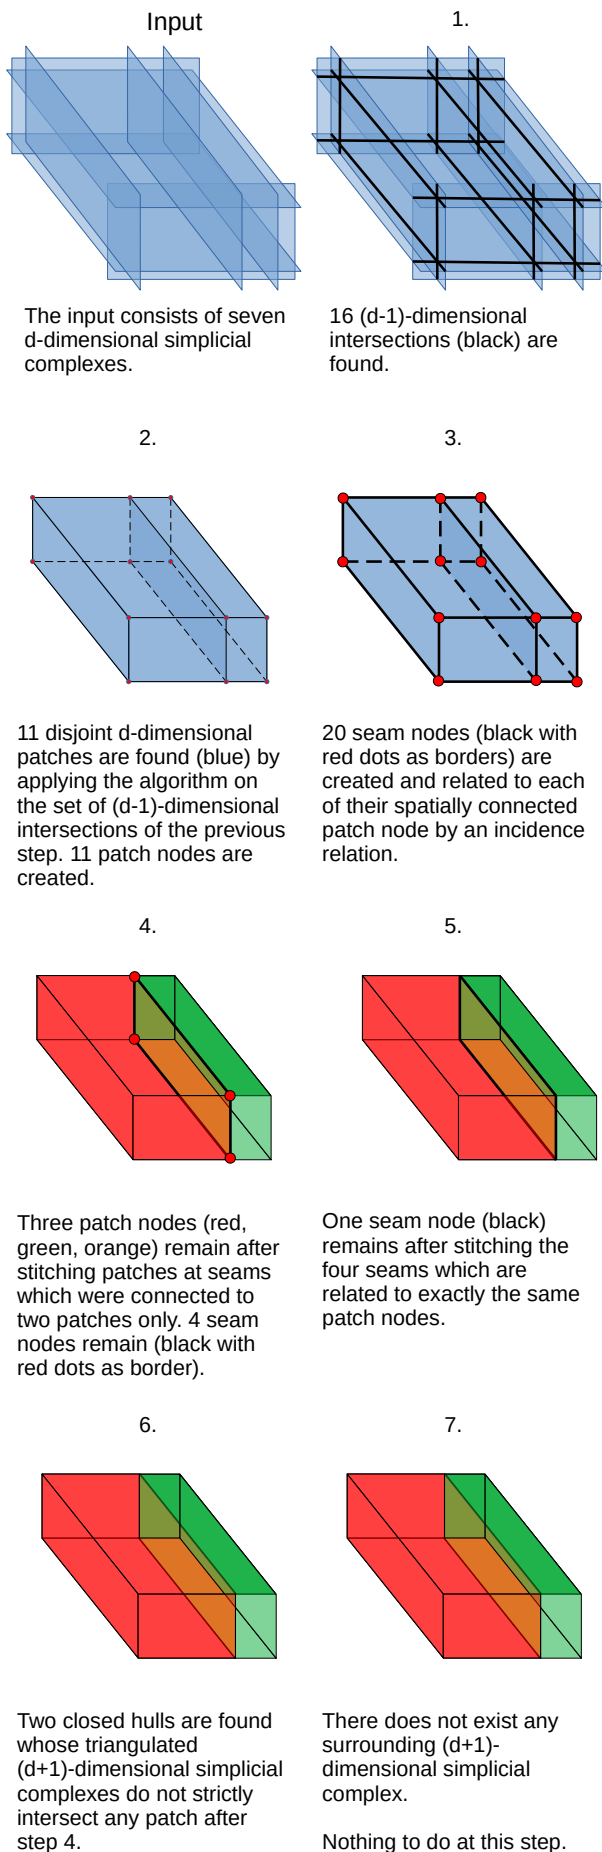 Input
1.
The input consists of seven
d-dimensional simplicial
complexes.
16 (d-1)-dimensional
intersections (black) are
found.
2.
3.
11 disjoint d-dimensional
patches are found (blue) by
applying the algorithm on
the set of (d-1)-dimensional
intersections of the previous
step. 11 patch nodes are
created.
20 seam nodes (black with
red dots as borders) are
created and related to each
of their spatially connected
patch node by an incidence
relation.
4.
5.
Three patch nodes (red,
green, orange) remain after
stitching patches at seams
which were connected to
two patches only. 4 seam
nodes remain (black with
red dots as border).
One seam node (black)
remains after stitching the
four seams which are
related to exactly the same
patch nodes.
6.
7.
Two closed hulls are found
whose triangulated
(d+1)-dimensional simplicial
complexes do not strictly
intersect any patch after
step 4.
There does not exist any
surrounding (d+1)-
dimensional simplicial
complex.
Nothing to do at this step.